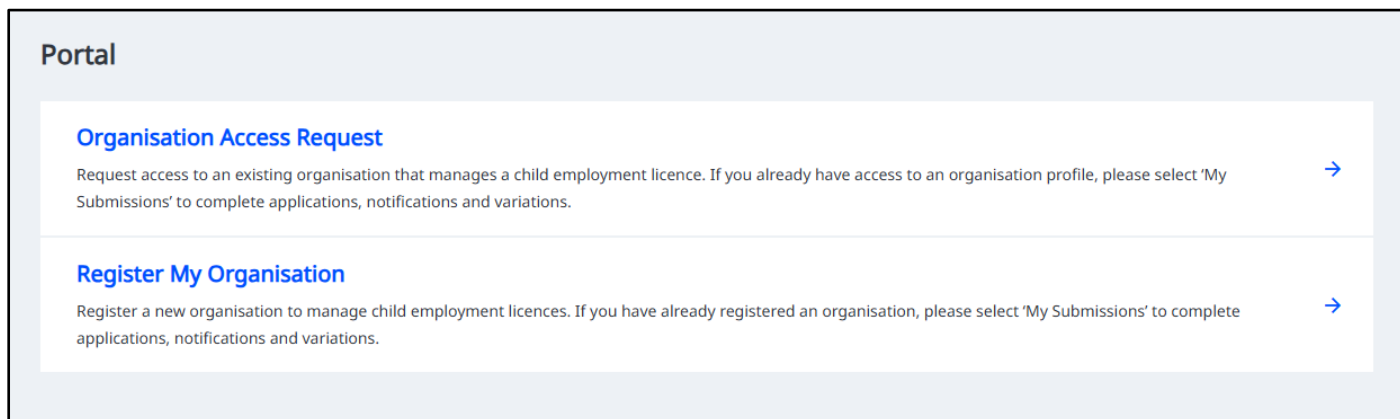 Portal
Organisation Access Request
Request access to an existing organisation that manages a child employment licence. If you already have access to an organisation profile, please select ‘My
Submissions’ to complete applications, notifications and variations.
Register My Organisation
Register a new organisation to manage child employment licences. If you have already registered an organisation, please select ‘My Submissions’ to complete
applications, notifications and variations.